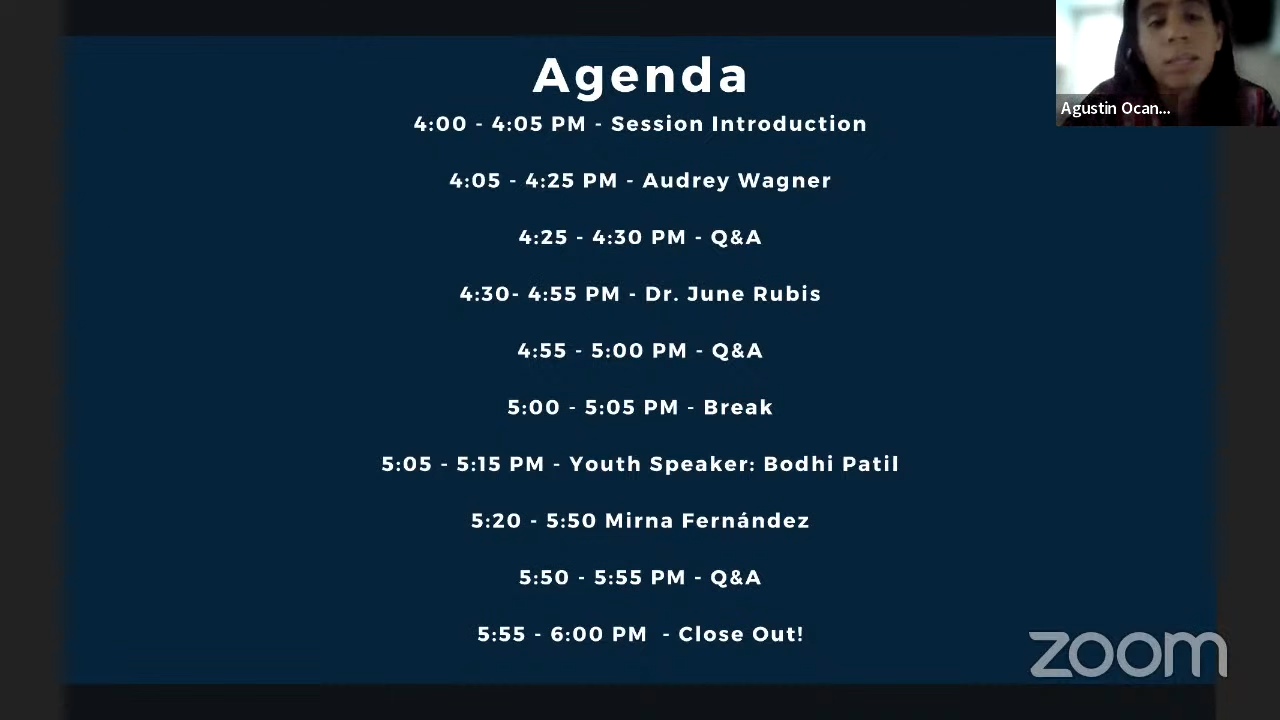 Agenda
4:00 - 4:05 PM - Session Introduction
4:05 - 4:25 PM - Audrey Wagner
4:25 - 4:30 PM - Q&A
4:30- 4:55 PM - Dr. June Rubis
4:55 - 5:00 PM - Q&A
5:00 - 5:05 PM - Break
5:05 - 5:15 PM - Youth Speaker: Bodhi Patil
5:20 - 5:50 Mirna Fernández
5:50 - 5:55 PM - Q&A
5:55 - 6:00 PM  - Close Out!
Agustin Ocan...
zoom